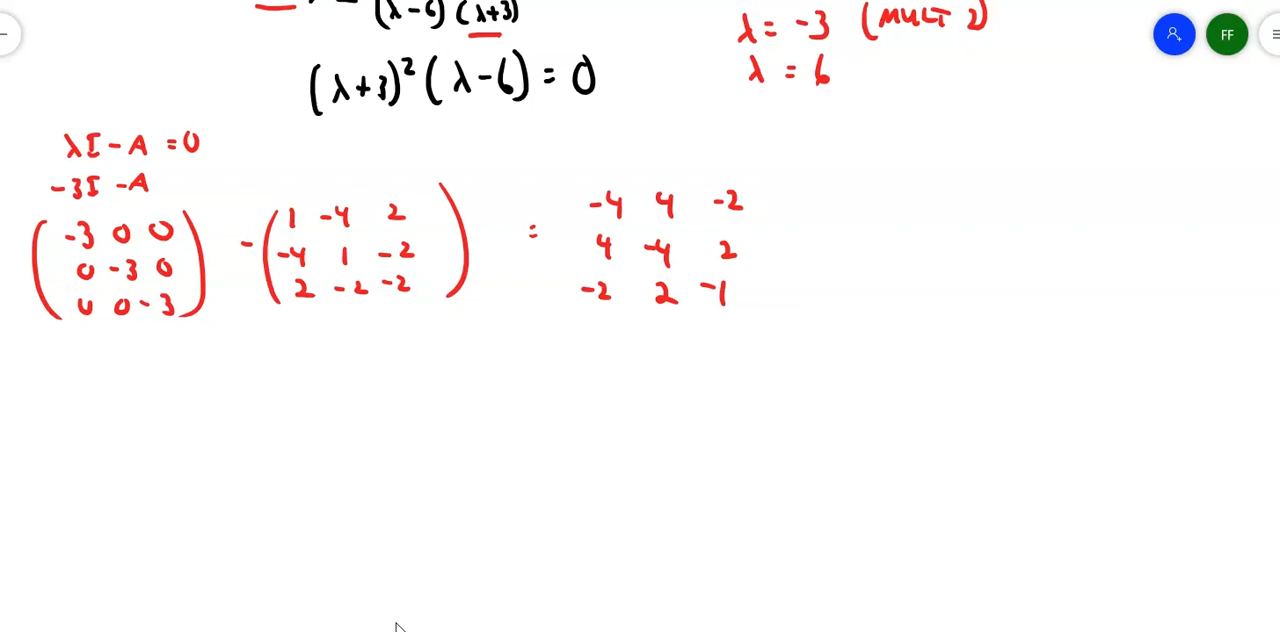 (λ-6)(λ+3)
λ = -3 (MULT 2)
(λ+3)²(λ-6) = 0
λ = 6
FF
λI - A = 0
-3I - A
(-3 0 0 - (1 -4 2 ) = -4 4 -2
0 -3 0) -4 1 -2 4 -4 2
0 0 -3 2 -2 -2 -2 2 -1